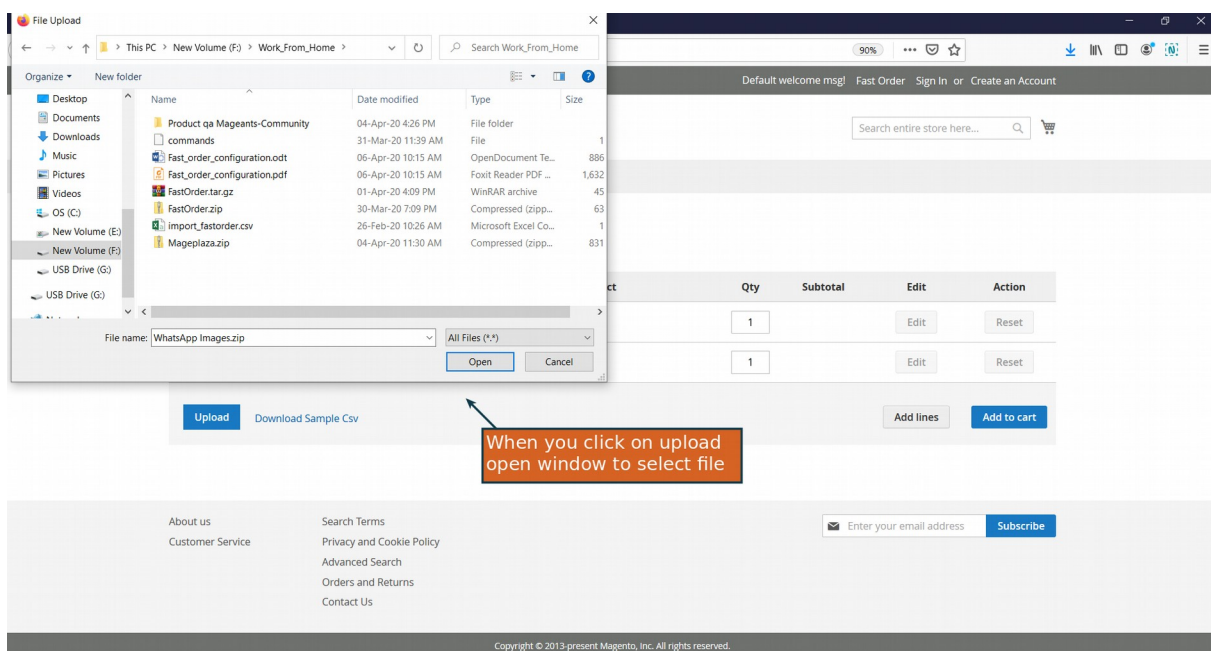 File Upload
This PC > New Volume (F:) > Work_From_Home >
Search Work_From_Home
90%
Organize
New folder
Default welcome msg! Fast Order Sign In or Create an Account
Name Date modified Type Size
Desktop
Documents
Downloads
Music
Pictures
Videos
OS (C:)
New Volume (E:)
New Volume (F:)
USB Drive (G:)
USB Drive (G:)
Product qa Mageants-Community 04-Apr-20 4:26 PM File folder
commands 31-Mar-20 11:39 AM File 1
Fast_order_configuration.odt 06-Apr-20 10:15 AM OpenDocument Te... 886
Fast_order_configuration.pdf 06-Apr-20 10:15 AM Foxit Reader PDF ... 1,632
FastOrder.tar.gz 01-Apr-20 4:09 PM WinRAR archive 45
FastOrder.zip 30-Mar-20 7:09 PM Compressed (zipp... 63
import_fastorder.csv 26-Feb-20 10:26 AM Microsoft Excel Co... 1
Mageplaza.zip 04-Apr-20 11:30 AM Compressed (zipp... 831
Search entire store here...
File name: WhatsApp Images.zip
All Files (*.*)
Open Cancel
ct Qty Subtotal Edit Action
1 Edit Reset
1 Edit Reset
Upload Download Sample Csv Add lines Add to cart
When you click on upload
open window to select file
About us
Customer Service
Search Terms
Privacy and Cookie Policy
Advanced Search
Orders and Returns
Contact Us
Enter your email address Subscribe
Copyright © 2013-present Magento, Inc. All rights reserved.